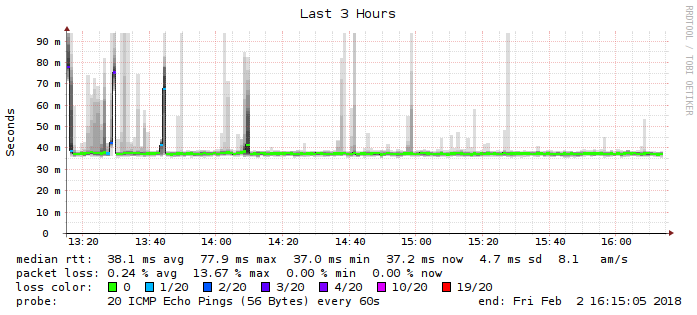 Last 3 Hours
RRDTOOL / TOBI OETIKER
Seconds
90 m
80 m
70 m
60 m
50 m
40 m
30 m
20 m
10 m
0
13:20 13:40 14:00 14:20 14:40 15:00 15:20 15:40 16:00
median rtt: 38.1 ms avg 77.9 ms max 37.0 ms min 37.2 ms now 4.7 ms sd 8.1 am/s
packet loss: 0.24 % avg 13.67 % max 0.00 % min 0.00 % now
loss color: 0 1/20 2/20 3/20 4/20 10/20 19/20
probe: 20 ICMP Echo Pings (56 Bytes) every 60s end: Fri Feb 2 16:15:05 2018